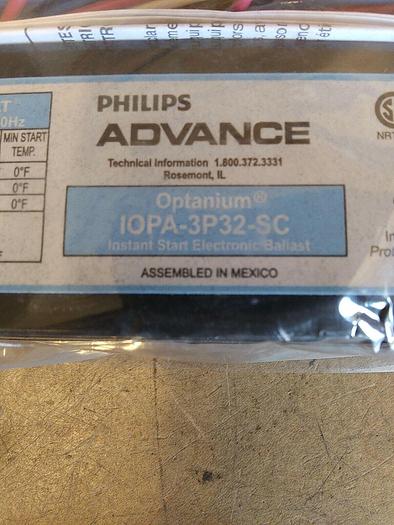 PHILIPS
ADVANCE
Technical Information 1.800.372.3331
Rosemont, IL
Optanium®
IOPA-3P32-SC
Instant Start Electronic Ballast
ASSEMBLED IN MEXICO
MIN START
TEMP.
0°F
0°F
0°F